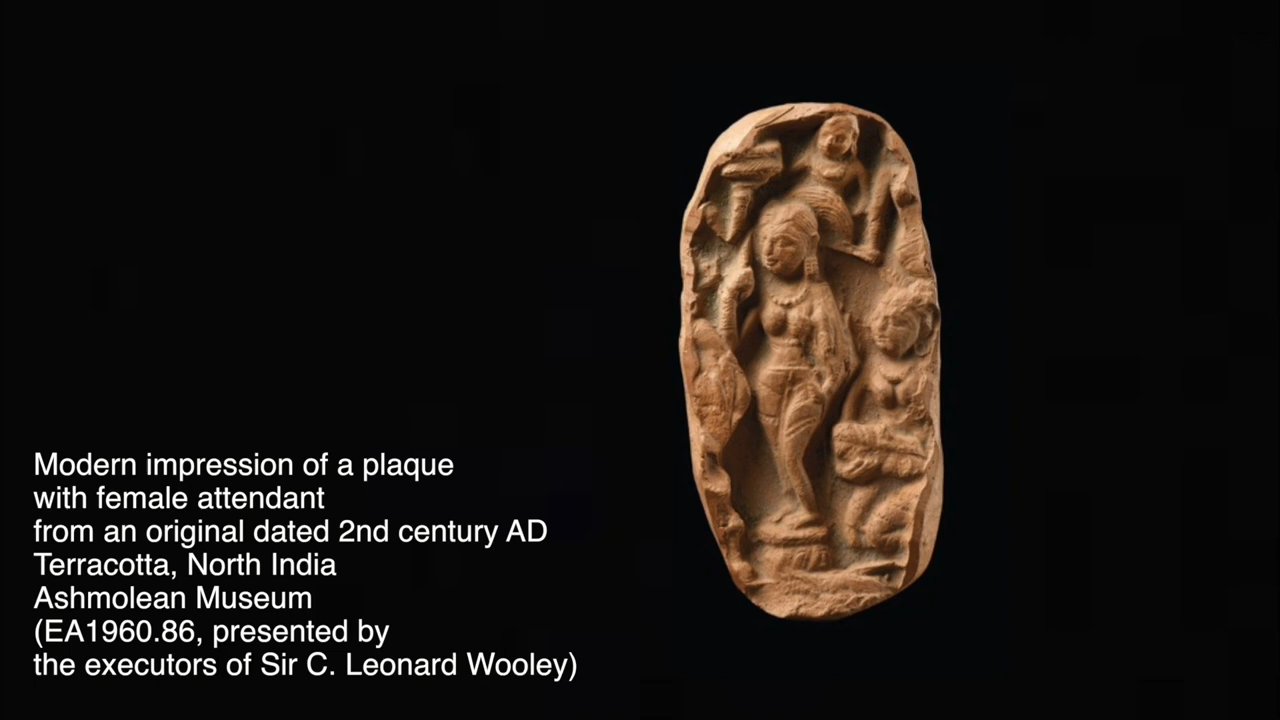 Modern impression of a plaque
with female attendant
from an original dated 2nd century AD
Terracotta, North India
Ashmolean Museum
(EA1960.86, presented by
the executors of Sir C. Leonard Wooley)